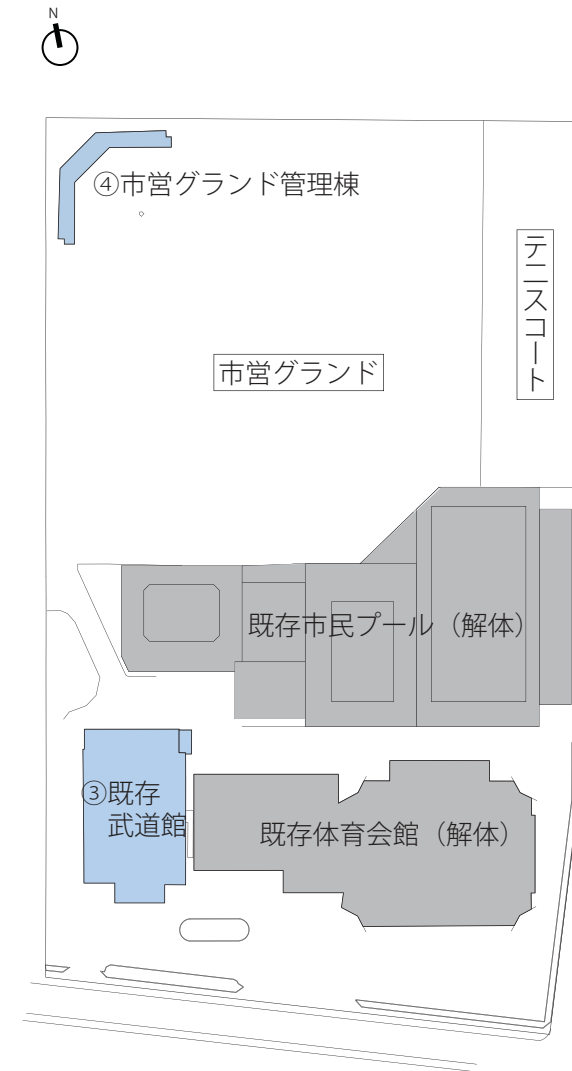 N
④市営グランド管理棟
テニスコート
市営グランド
既存市民プール（解体）
③既存
武道館
既存体育会館（解体）